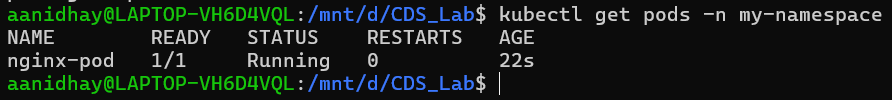 aanidhay@LAPTOP-VH6D4VQL:/mnt/d/CDS_Lab$ kubectl get pods -n my-namespace
NAME        READY   STATUS    RESTARTS   AGE
nginx-pod   1/1     Running   0          22s
aanidhay@LAPTOP-VH6D4VQL:/mnt/d/CDS_Lab$